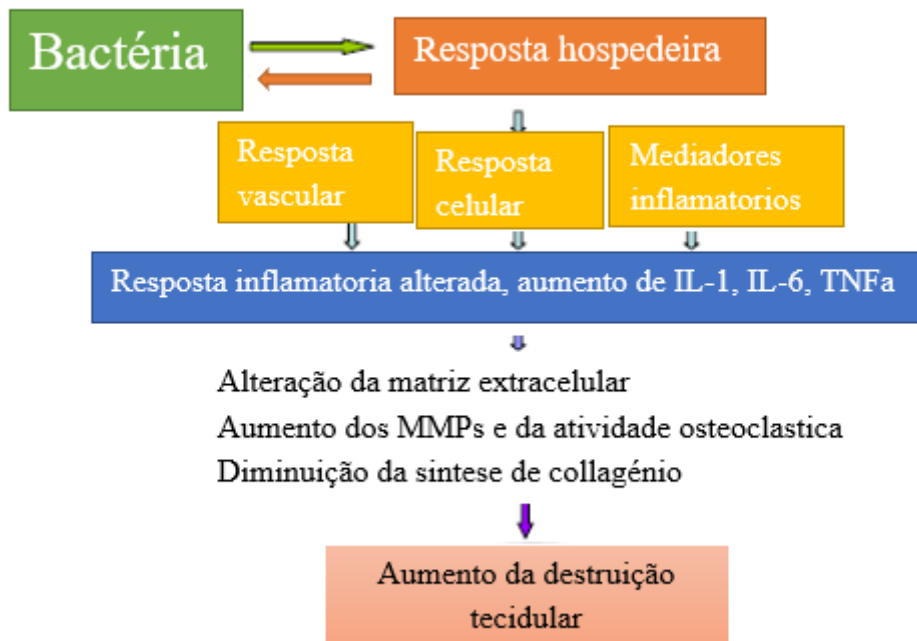 Bactéria
Resposta hospedeira
Resposta
vascular
Resposta
celular
Mediadores
inflamatorios
Resposta inflamatoria alterada, aumento de IL-1, IL-6, TNFa
Alteração da matriz extracelular
Aumento dos MMPs e da atividade osteoclastica
Diminuição da sintese de collagénio
Aumento da destruição
tecidular